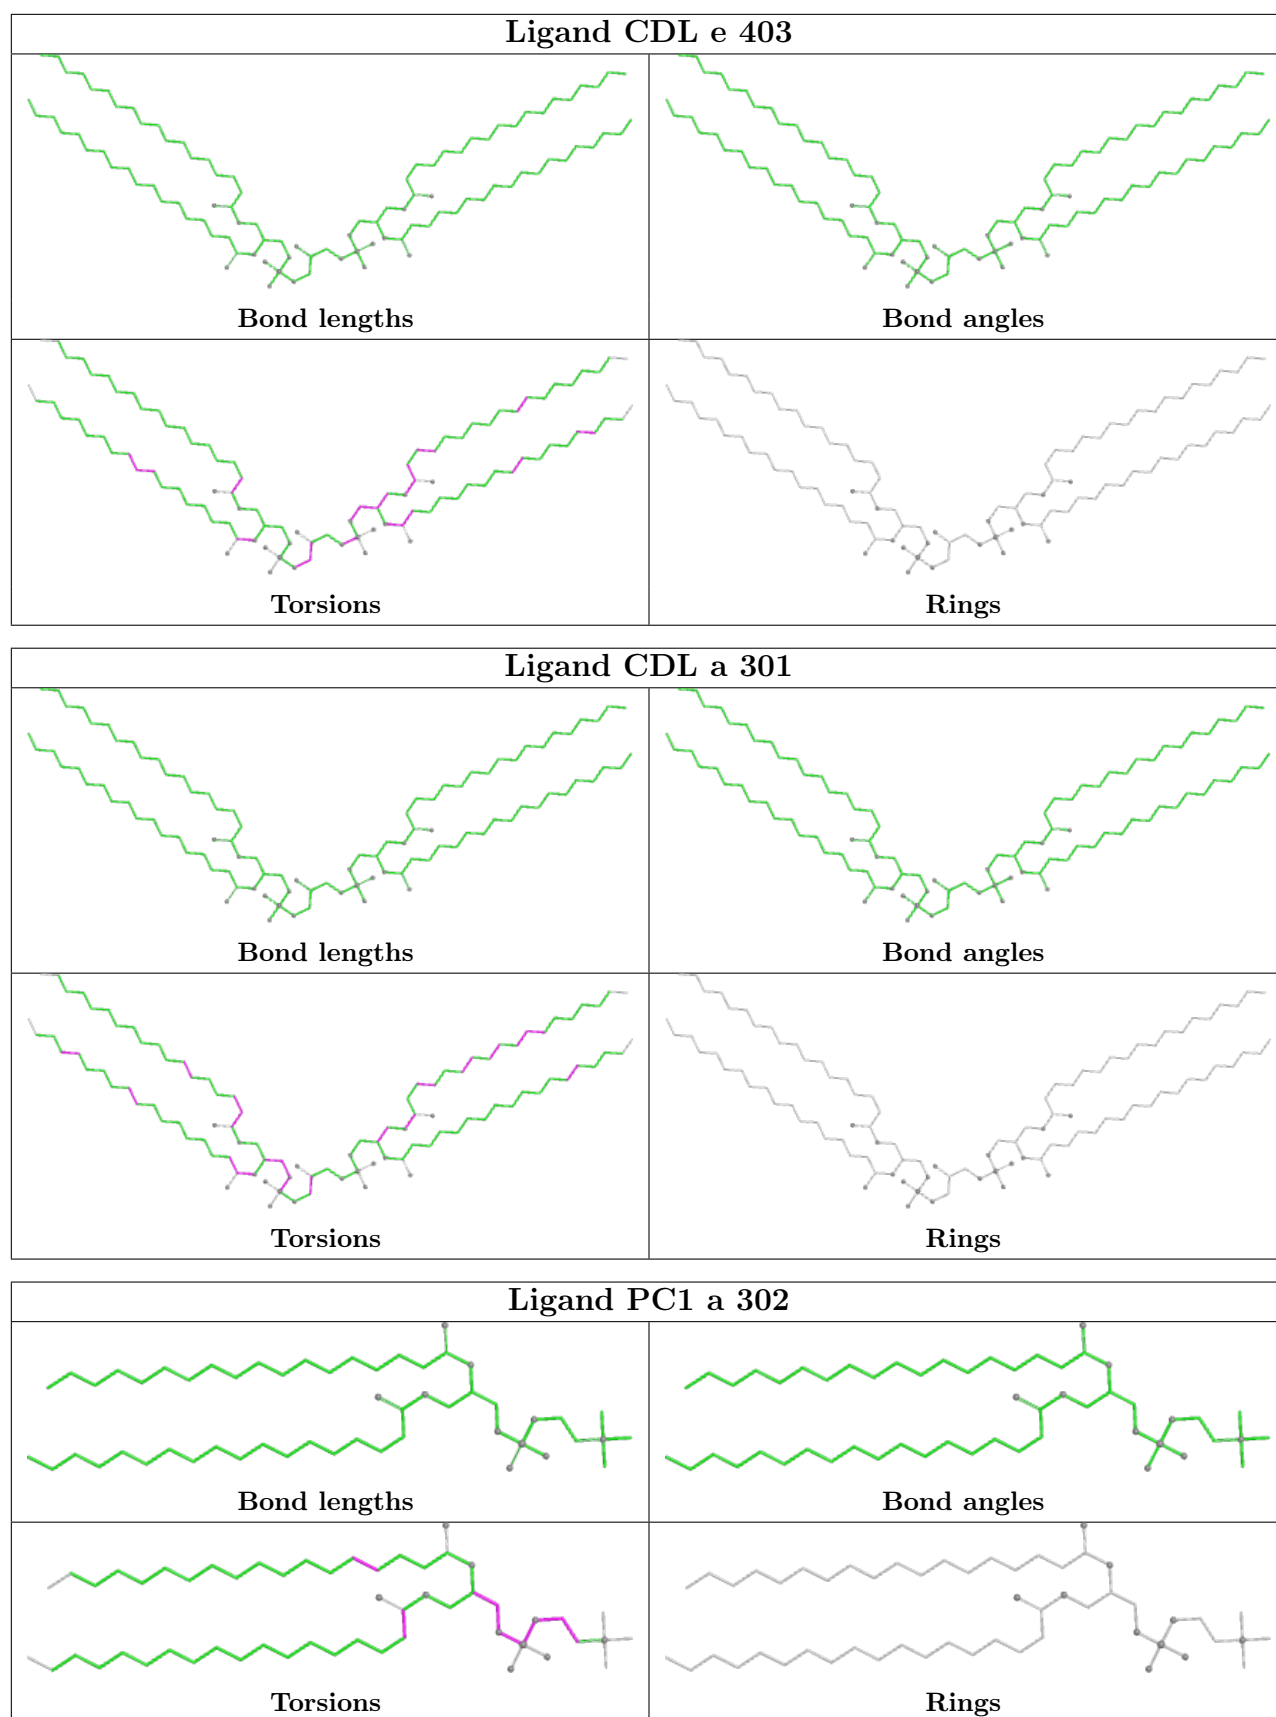 Ligand CDL e 403
Bond lengths
Bond angles
Torsions
Rings
Ligand CDL a 301
Bond lengths
Bond angles
Torsions
Rings
Ligand PC1 a 302
Bond lengths
Bond angles
Torsions
Rings